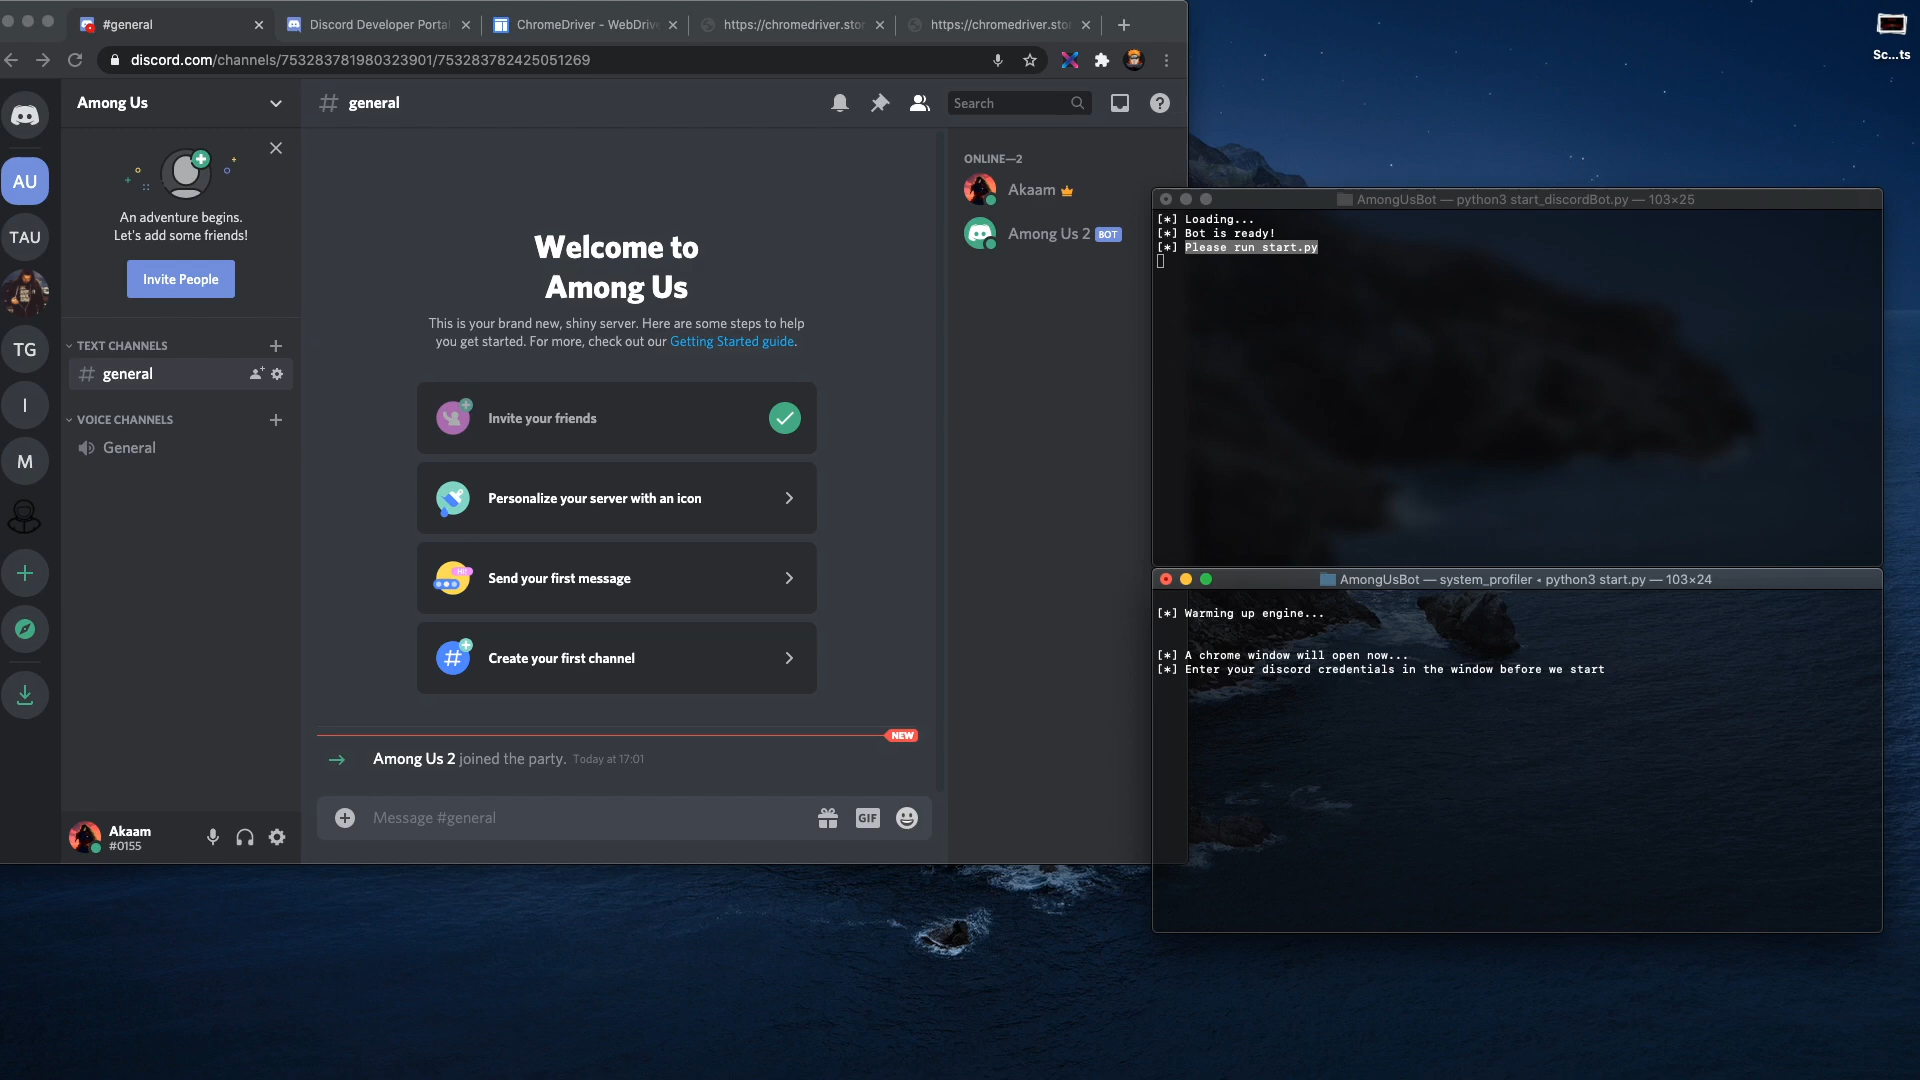 #general
Discord Developer Portal
ChromeDriver - WebDrive
https://chromedriver.stor
https://chromedriver.stor
discord.com/channels/753283781980323901/753283782425051269
Sc...ts
AU
TAU
TG
I
M
Among Us
An adventure begins.
Let's add some friends!
Invite People
TEXT CHANNELS
general
VOICE CHANNELS
General
Akaam
#0155
general
Search
Welcome to
Among Us
This is your brand new, shiny server. Here are some steps to help
you get started. For more, check out our Getting Started guide.
Invite your friends
Personalize your server with an icon
Hi!
Send your first message
Create your first channel
NEW
Among Us 2 joined the party. Today at 17:01
Message #general
GIF
ONLINE—2
Akaam
Among Us 2 BOT
AmongUsBot — python3 start_discordBot.py — 103×25
[*] Loading...
[*] Bot is ready!
[*] Please run start.py
AmongUsBot — system_profiler ◂ python3 start.py — 103×24
[*] Warming up engine...
[*] A chrome window will open now...
[*] Enter your discord credentials in the window before we start